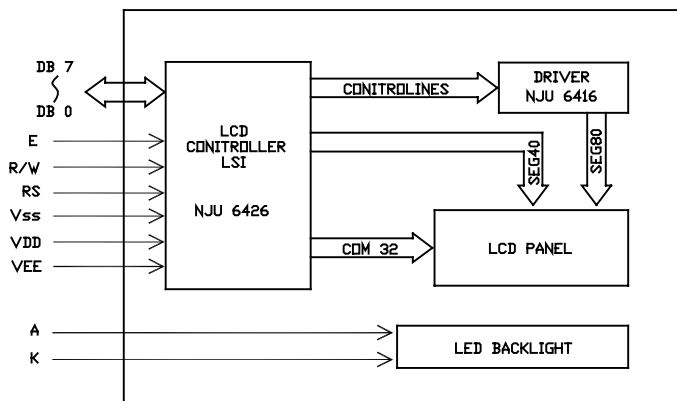 DB 7
DB 0
E
R/W
RS
Vss
VDD
VEE
A
K
LCD
CONITROLLER
LSI
NJU 6426
CONITROLINES
DRIVER
NJU 6416
SEG40
SEG80
COM 32
LCD PANEL
LED BACKLIGHT